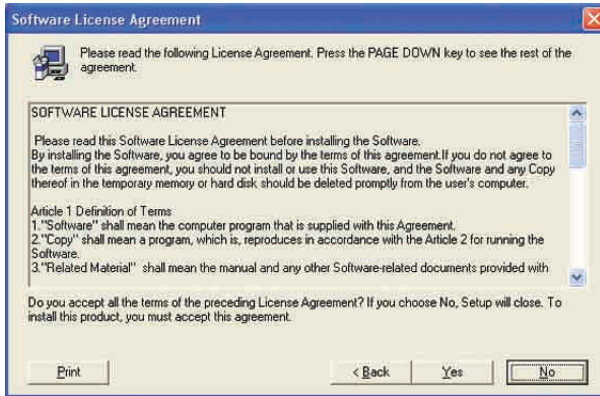 Software License Agreement
Please read the following License Agreement. Press the PAGE DOWN key to see the rest of the
agreement.
SOFTWARE LICENSE AGREEMENT
Please read this Software License Agreement before installing the Software.
By installing the Software, you agree to be bound by the terms of this agreement.If you do not agree to
the terms of this agreement, you should not install or use this Software, and the Software and any Copy
thereof in the temporary memory or hard disk should be deleted promptly from the user's computer.
Article 1 Definition of Terms
1."Software" shall mean the computer program that is supplied with this Agreement.
2."Copy" shall mean a program, which is, reproduces in accordance with the Article 2 for running the
Software.
3."Related Material" shall mean the manual and any other Software-related documents provided with
Do you accept all the terms of the preceding License Agreement? If you choose No, Setup will close. To
install this product, you must accept this agreement.
Print < Back Yes No